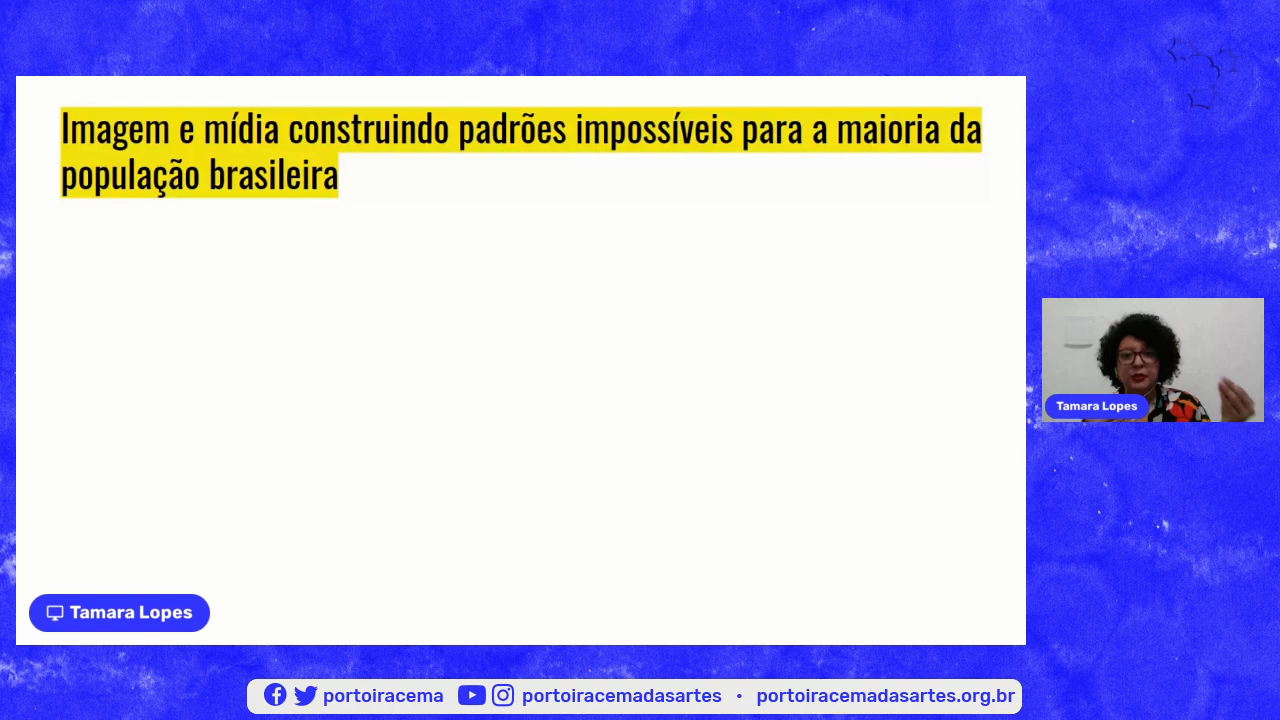 Imagem e mídia construindo padrões impossíveis para a maioria da
população brasileira
Tamara Lopes
Tamara Lopes
portoiracema portoiracemadasartes • portoiracemadasartes.org.br